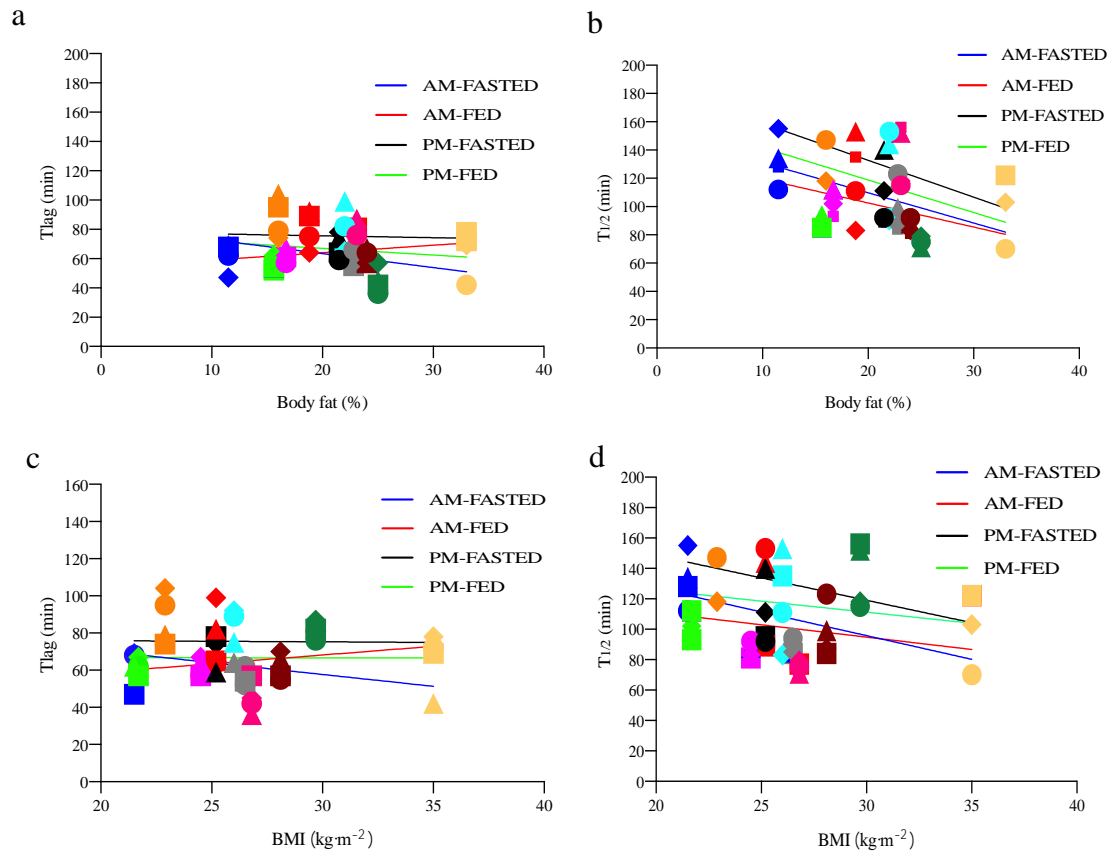 a
200
180
160
140
120
100
80
60
40
20
0
10
20
30
40
Tlag (min)
Body fat (%)
AM-FASTED
AM-FED
PM-FASTED
PM-FED
b
200
180
160
140
120
100
80
60
40
20
0
0
10
20
30
40
T1/2 (min)
Body fat (%)
AM-FASTED
AM-FED
PM-FASTED
PM-FED
c
160
140
120
100
80
60
40
20
0
20
25
30
35
40
Tlag (min)
BMI (kg·m⁻²)
AM-FASTED
AM-FED
PM-FASTED
PM-FED
d
200
180
160
140
120
100
80
60
40
20
0
20
25
30
35
40
T1/2 (min)
BMI (kg·m⁻²)
AM-FASTED
AM-FED
PM-FASTED
PM-FED